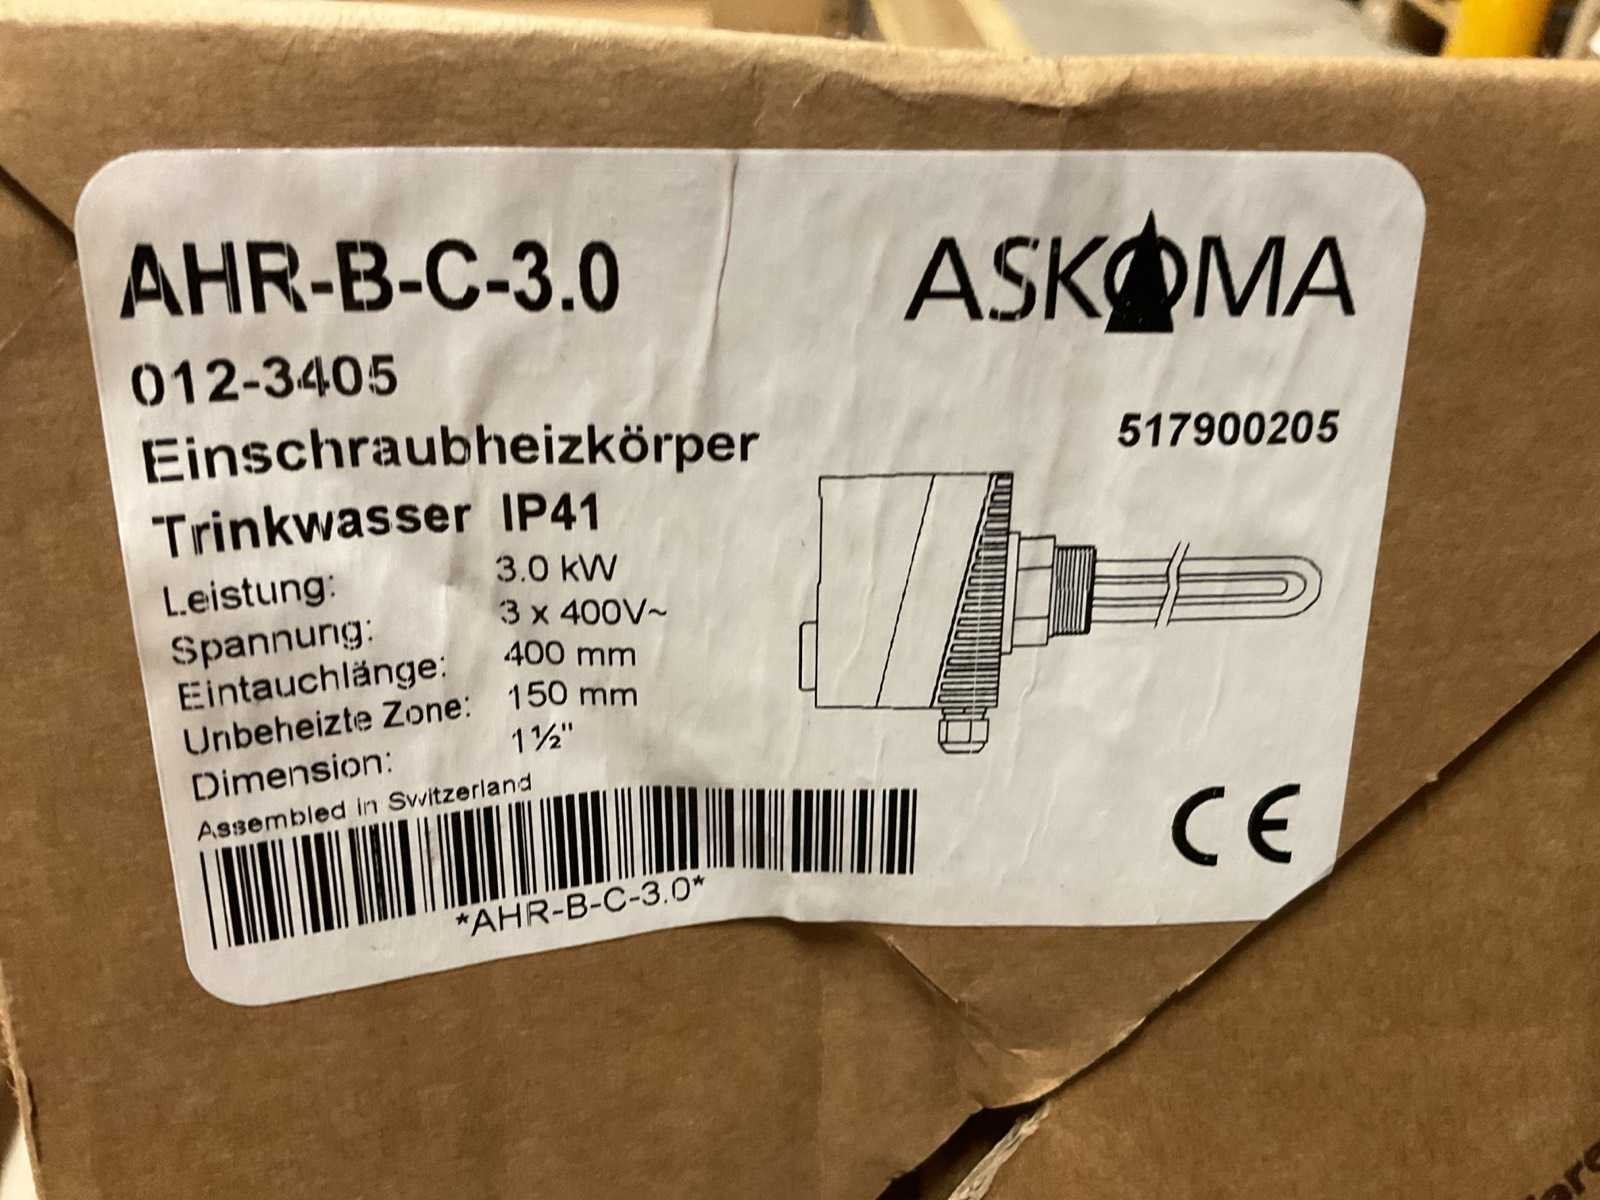 AHR-B-C-3.0
ASKOMA
012-3405
517900205
Einschraubheizkörper
Trinkwasser IP41
Leistung: 3.0 kW
Spannung: 3 x 400V~
Eintauchlänge: 400 mm
Unbeheizte Zone: 150 mm
Dimension: 1½"
Assembled in Switzerland
*AHR-B-C-3.0*
CE